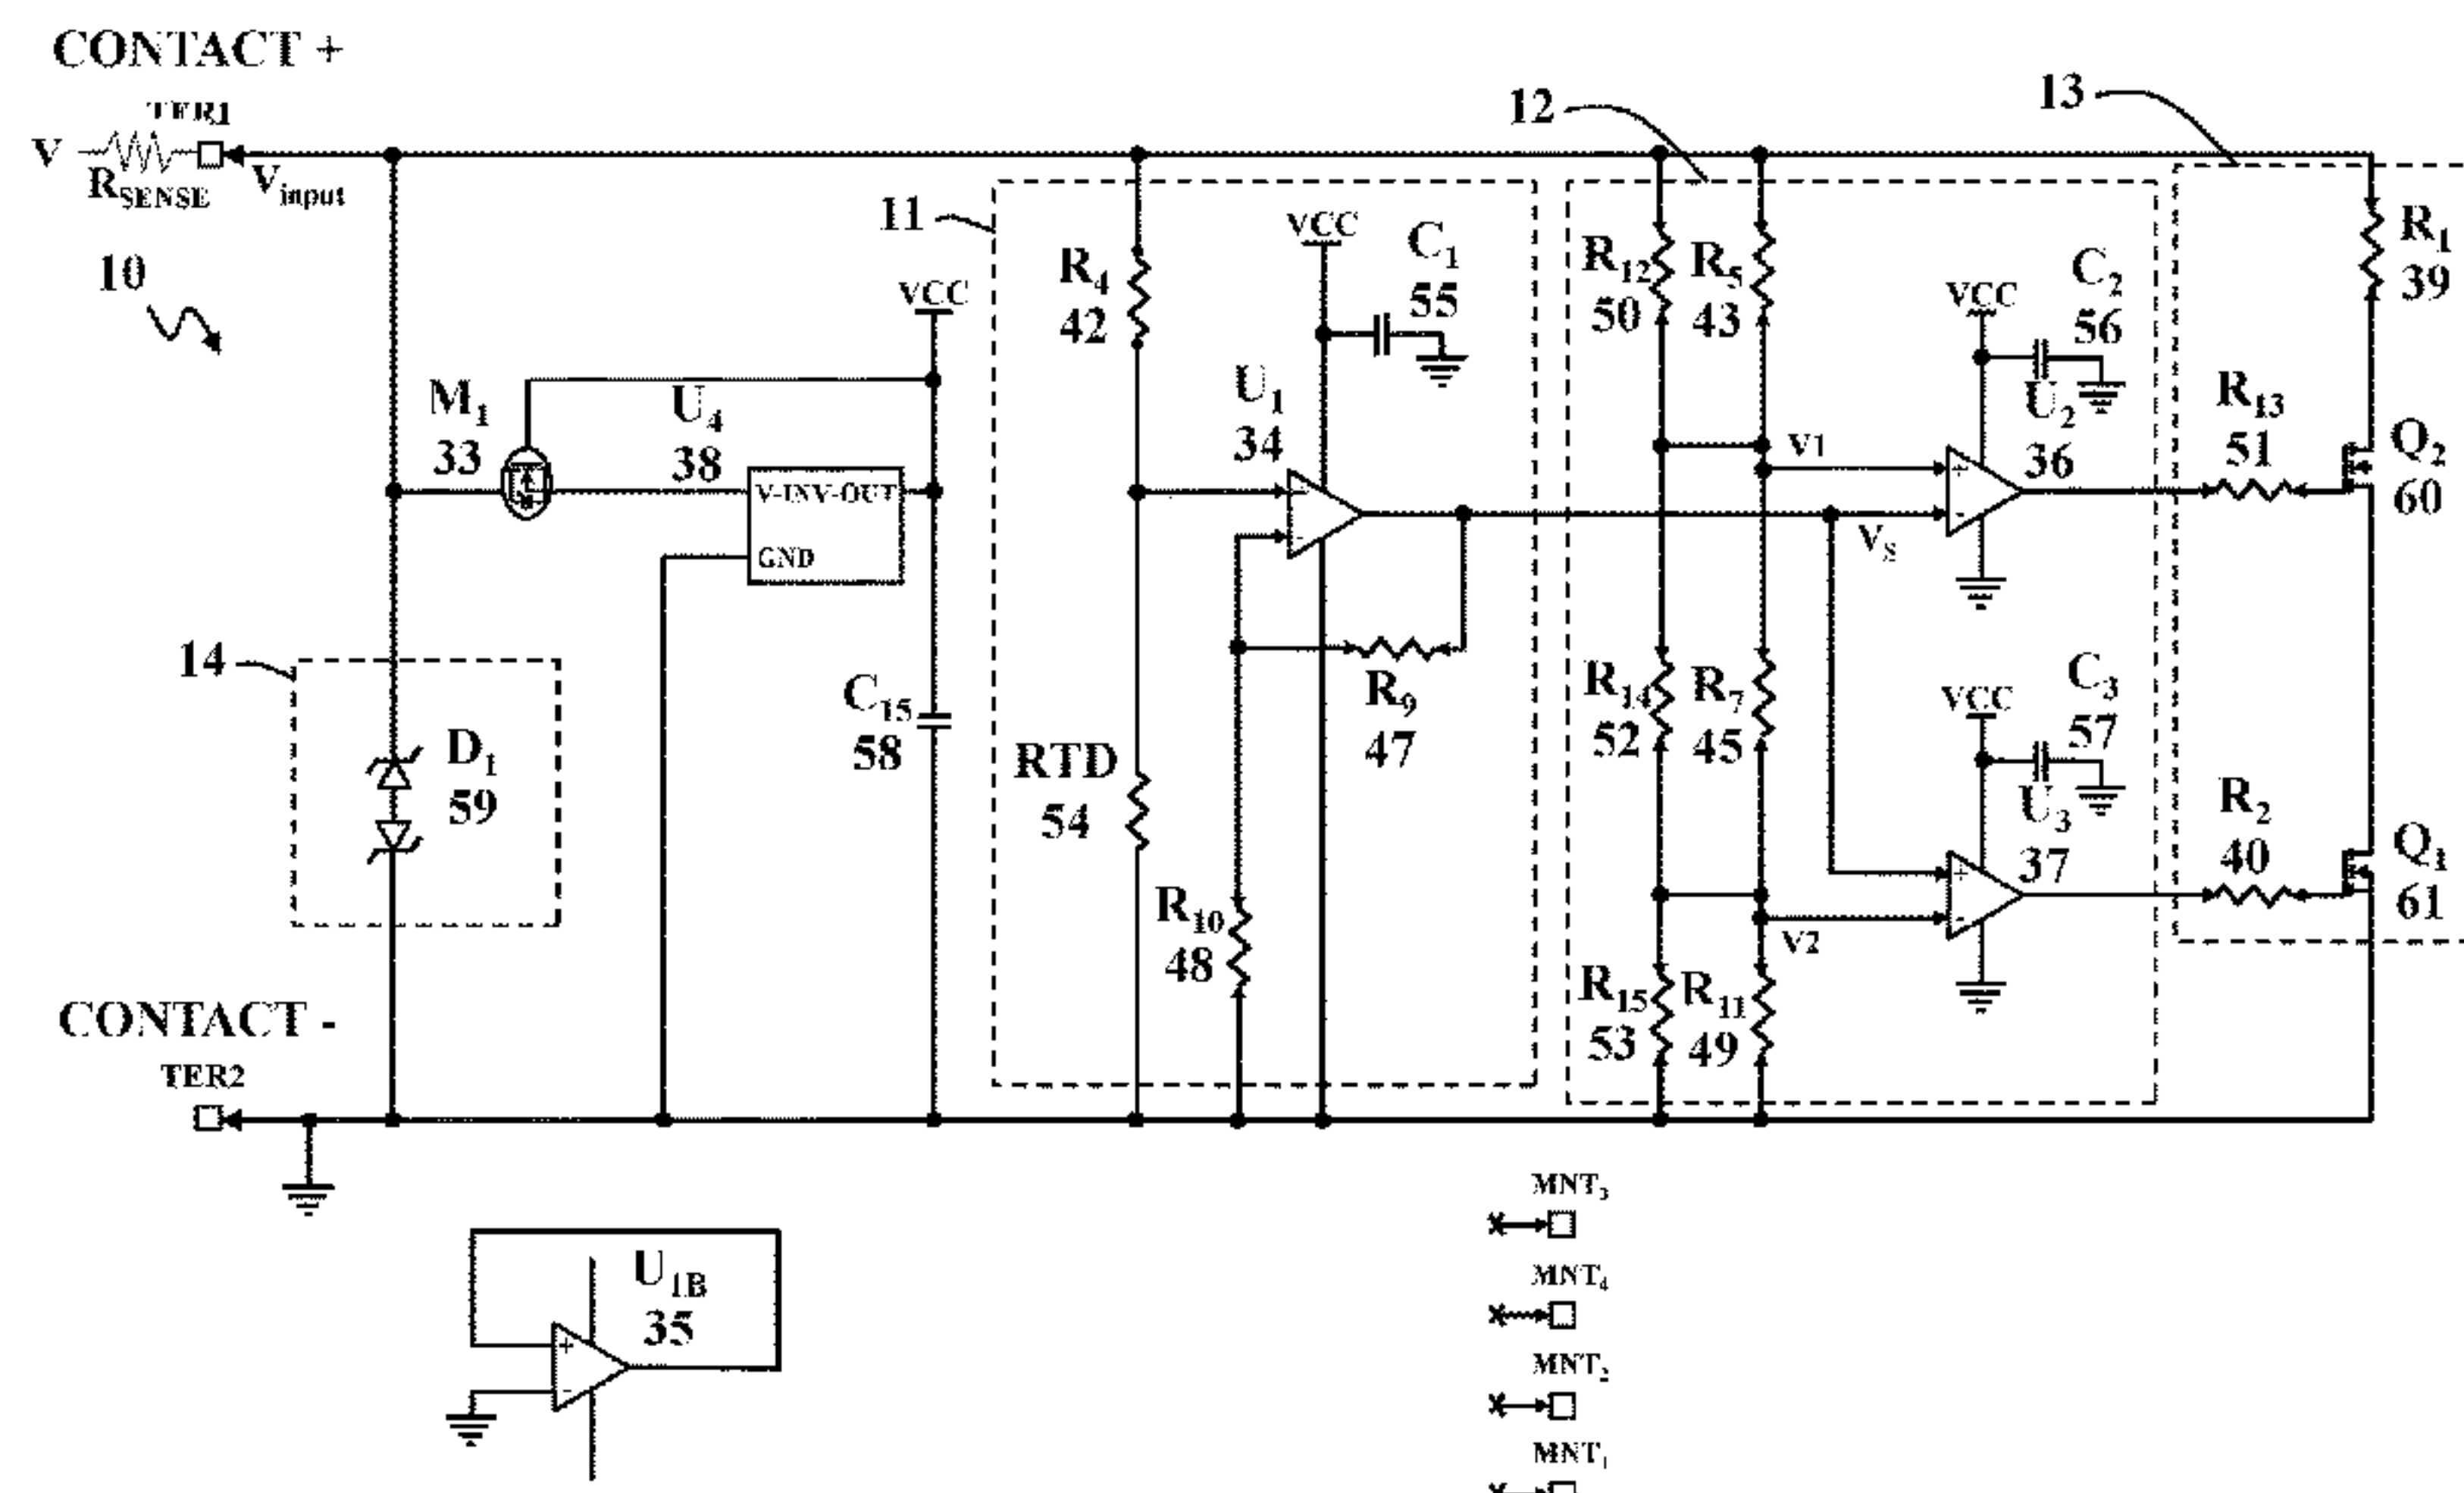 CONTACT +
TER1
V
R SENSE
V input
10
11
12
13
14
M1
33
U4
38
VCC
V-IN V-OUT
GND
C15
58
D1
59
CONTACT -
TER2
R4
42
RTD
54
VCC
C1
55
U1
34
+
-
R9
47
R10
48
R12
50
R5
43
R14
52
R7
45
R15
53
R11
49
V1
VS
V2
VCC
C2
56
U2
36
+
-
VCC
C3
57
U3
37
+
-
R13
51
R2
40
R1
39
Q2
60
Q1
61
U1B
35
+
-
MNT3
MNT4
MNT2
MNT1